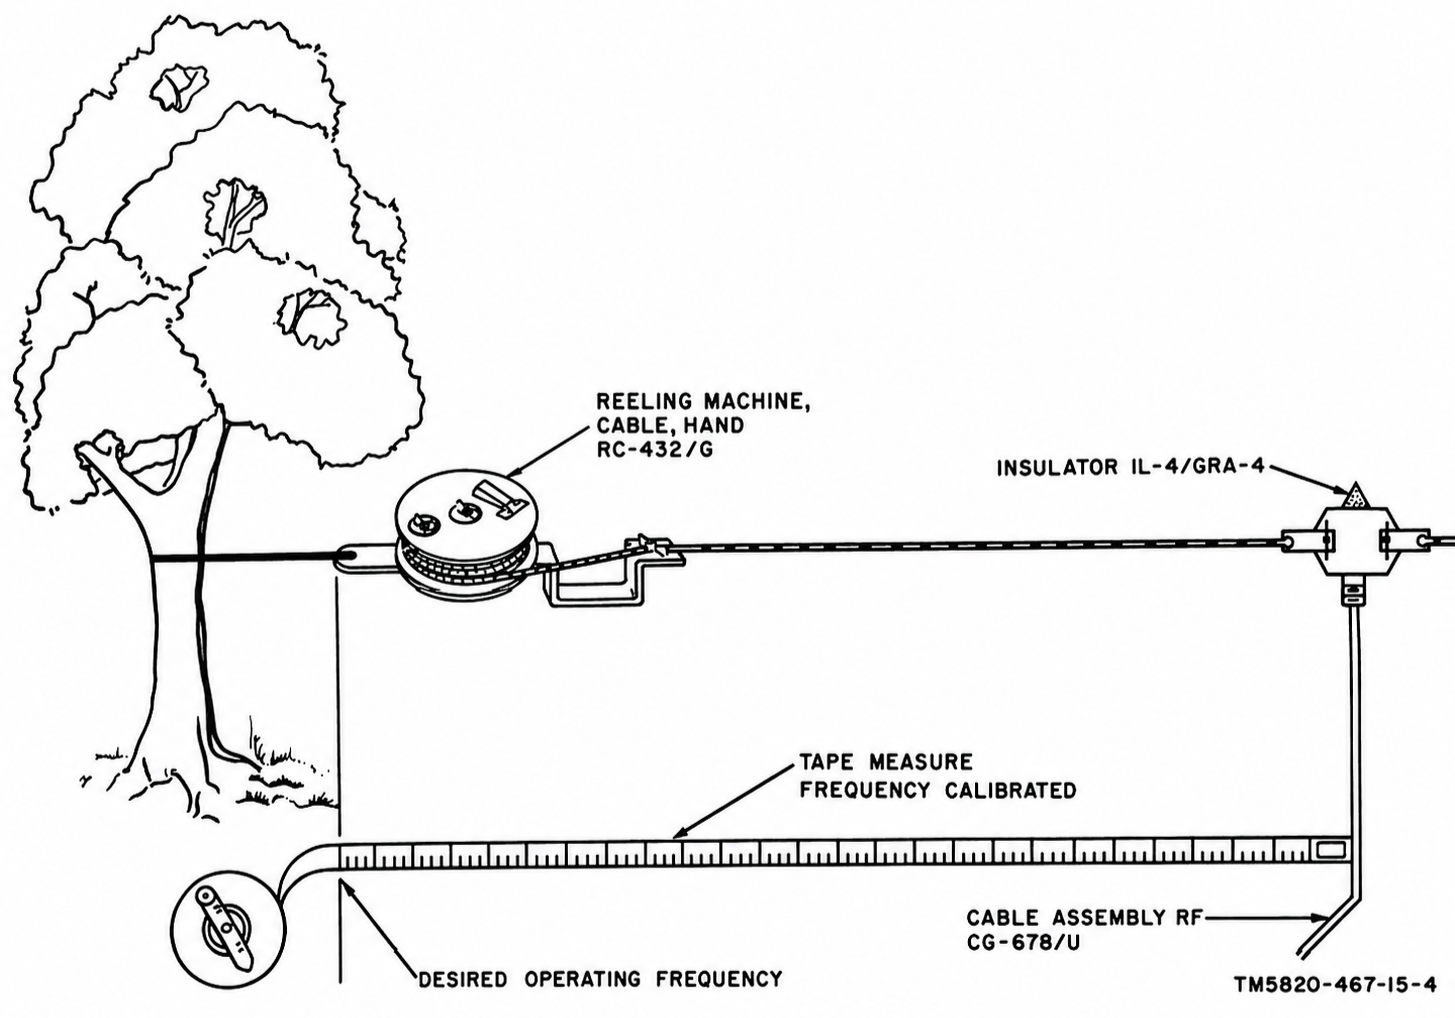 REELING MACHINE,
CABLE, HAND
RC-432/G
INSULATOR IL-4/GRA-4
TAPE MEASURE
FREQUENCY CALIBRATED
CABLE ASSEMBLY RF
CG-678/U
DESIRED OPERATING FREQUENCY
TM5820-467-15-4